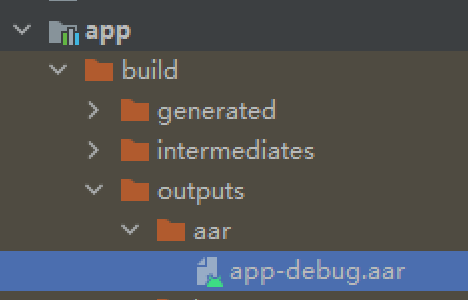 app
build
generated
intermediates
outputs
aar
app-debug.aar